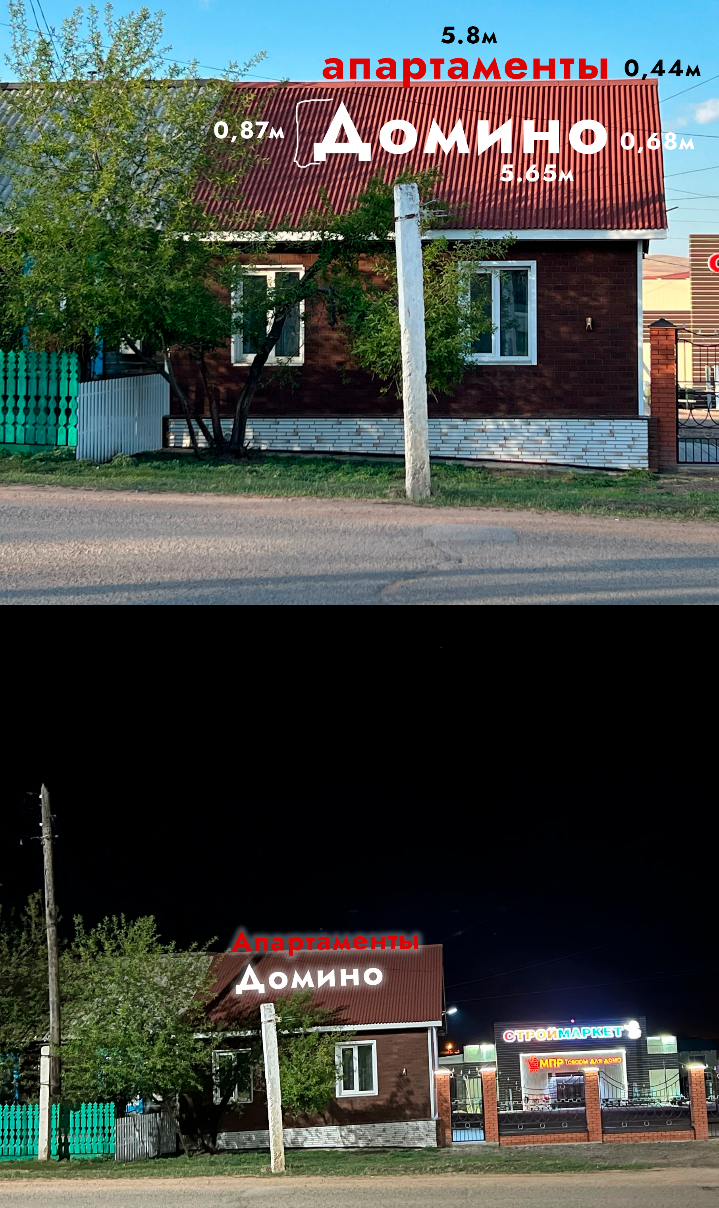 5.8м
апартаменты 0,44м
0,87м Домино 0,68м
5.65м
Апартаменты
Домино
СТРОЙМАРКЕТ
МПР Товары для дома